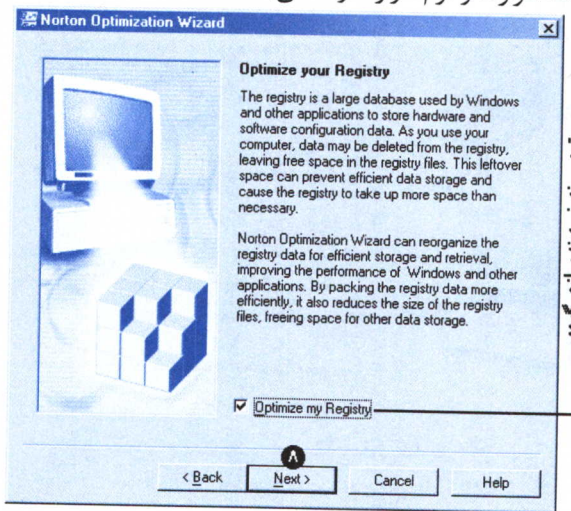 Norton Optimization Wizard
Optimize your Registry
The registry is a large database used by Windows
and other applications to store hardware and
software configuration data. As you use your
computer, data may be deleted from the registry,
leaving free space in the registry files. This leftover
space can prevent efficient data storage and
cause the registry to take up more space than
necessary.
Norton Optimization Wizard can reorganize the
registry data for efficient storage and retrieval,
improving the performance of Windows and other
applications. By packing the registry data more
efficiently, it also reduces the size of the registry
files, freeing space for other data storage.
Optimize my Registry
٨
< Back
Next >
Cancel
Help